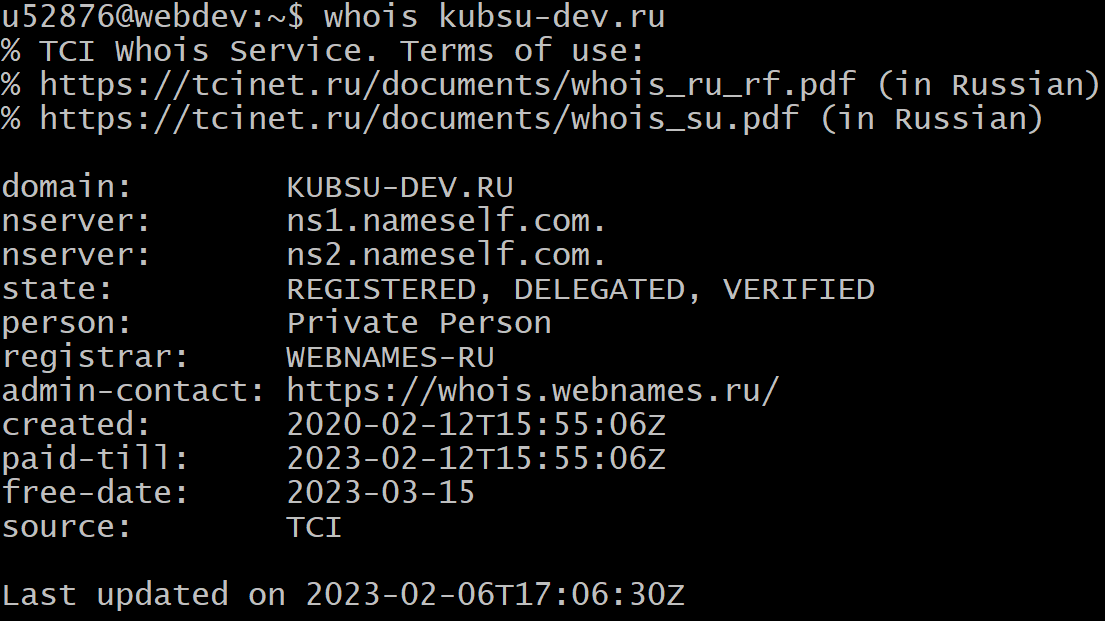 u52876@webdev:~$ whois kubsu-dev.ru
% TCI Whois Service. Terms of use:
% https://tcinet.ru/documents/whois_ru_rf.pdf (in Russian)
% https://tcinet.ru/documents/whois_su.pdf (in Russian)
domain:        KUBSU-DEV.RU
nserver:       ns1.nameself.com.
nserver:       ns2.nameself.com.
state:         REGISTERED, DELEGATED, VERIFIED
person:        Private Person
registrar:     WEBNAMES-RU
admin-contact: https://whois.webnames.ru/
created:       2020-02-12T15:55:06Z
paid-till:     2023-02-12T15:55:06Z
free-date:     2023-03-15
source:        TCI
Last updated on 2023-02-06T17:06:30Z